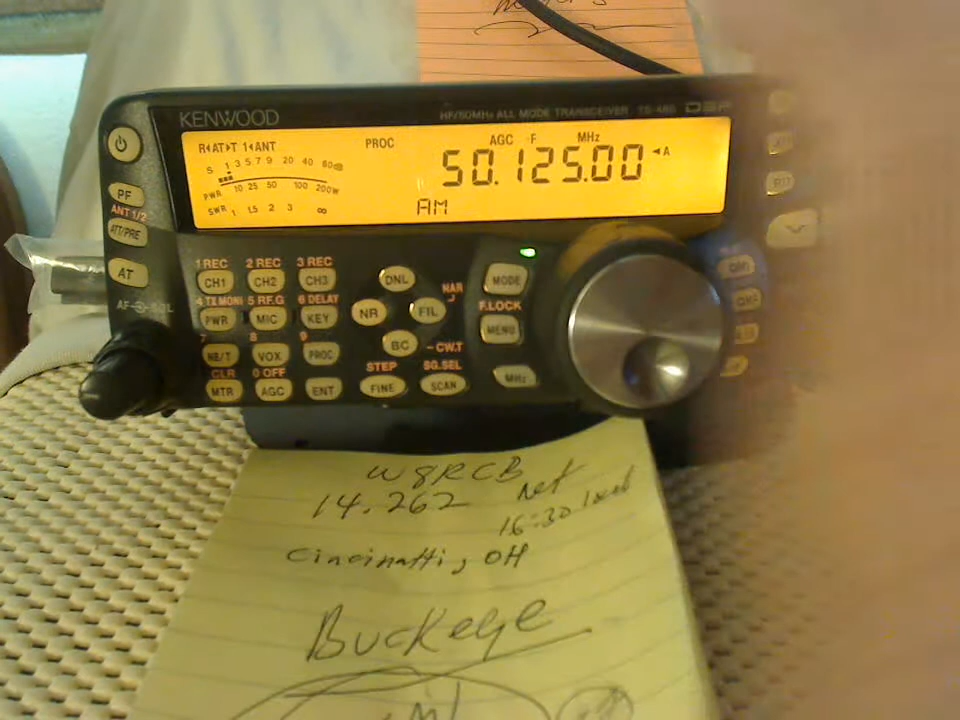 KENWOOD HF/50MHz ALL MODE TRANSCEIVER TS-480 DSP
R◄AT►T 1◄ANT PROC AGC F MHz
S 1 3 5 7 9 20 40 60dB
50.125.00 ◄A
PWR 10 25 50 100 200W
SWR 1 1.5 2 3 ∞
AM
PF
ANT 1/2
ATT/PRE
AT
1 REC 2 REC 3 REC
CH1 CH2 CH3
4 TX MONI 5 RF.G 6 DELAY
PWR MIC KEY
7 8 9
NB/T VOX PROC
CLR 0 OFF
MTR AGC ENT
DNL
NAR
NR FIL
BC
- CW.T
STEP SG.SEL
FINE SCAN
MODE
F.LOCK
MENU
MHz
W8RCB
14.262 Net
16:30 local
Cincinatti, OH
Buckeye